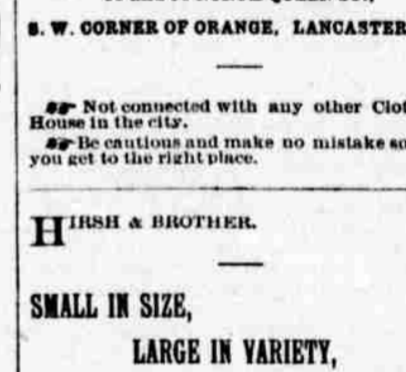 S. W. CORNER OF ORANGE, LANCASTER
☛ Not connected with any other Clot
House in the city.
☛ Be cautious and make no mistake so
you get to the right place.
HIRSH & BROTHER.
SMALL IN SIZE,
LARGE IN VARIETY,